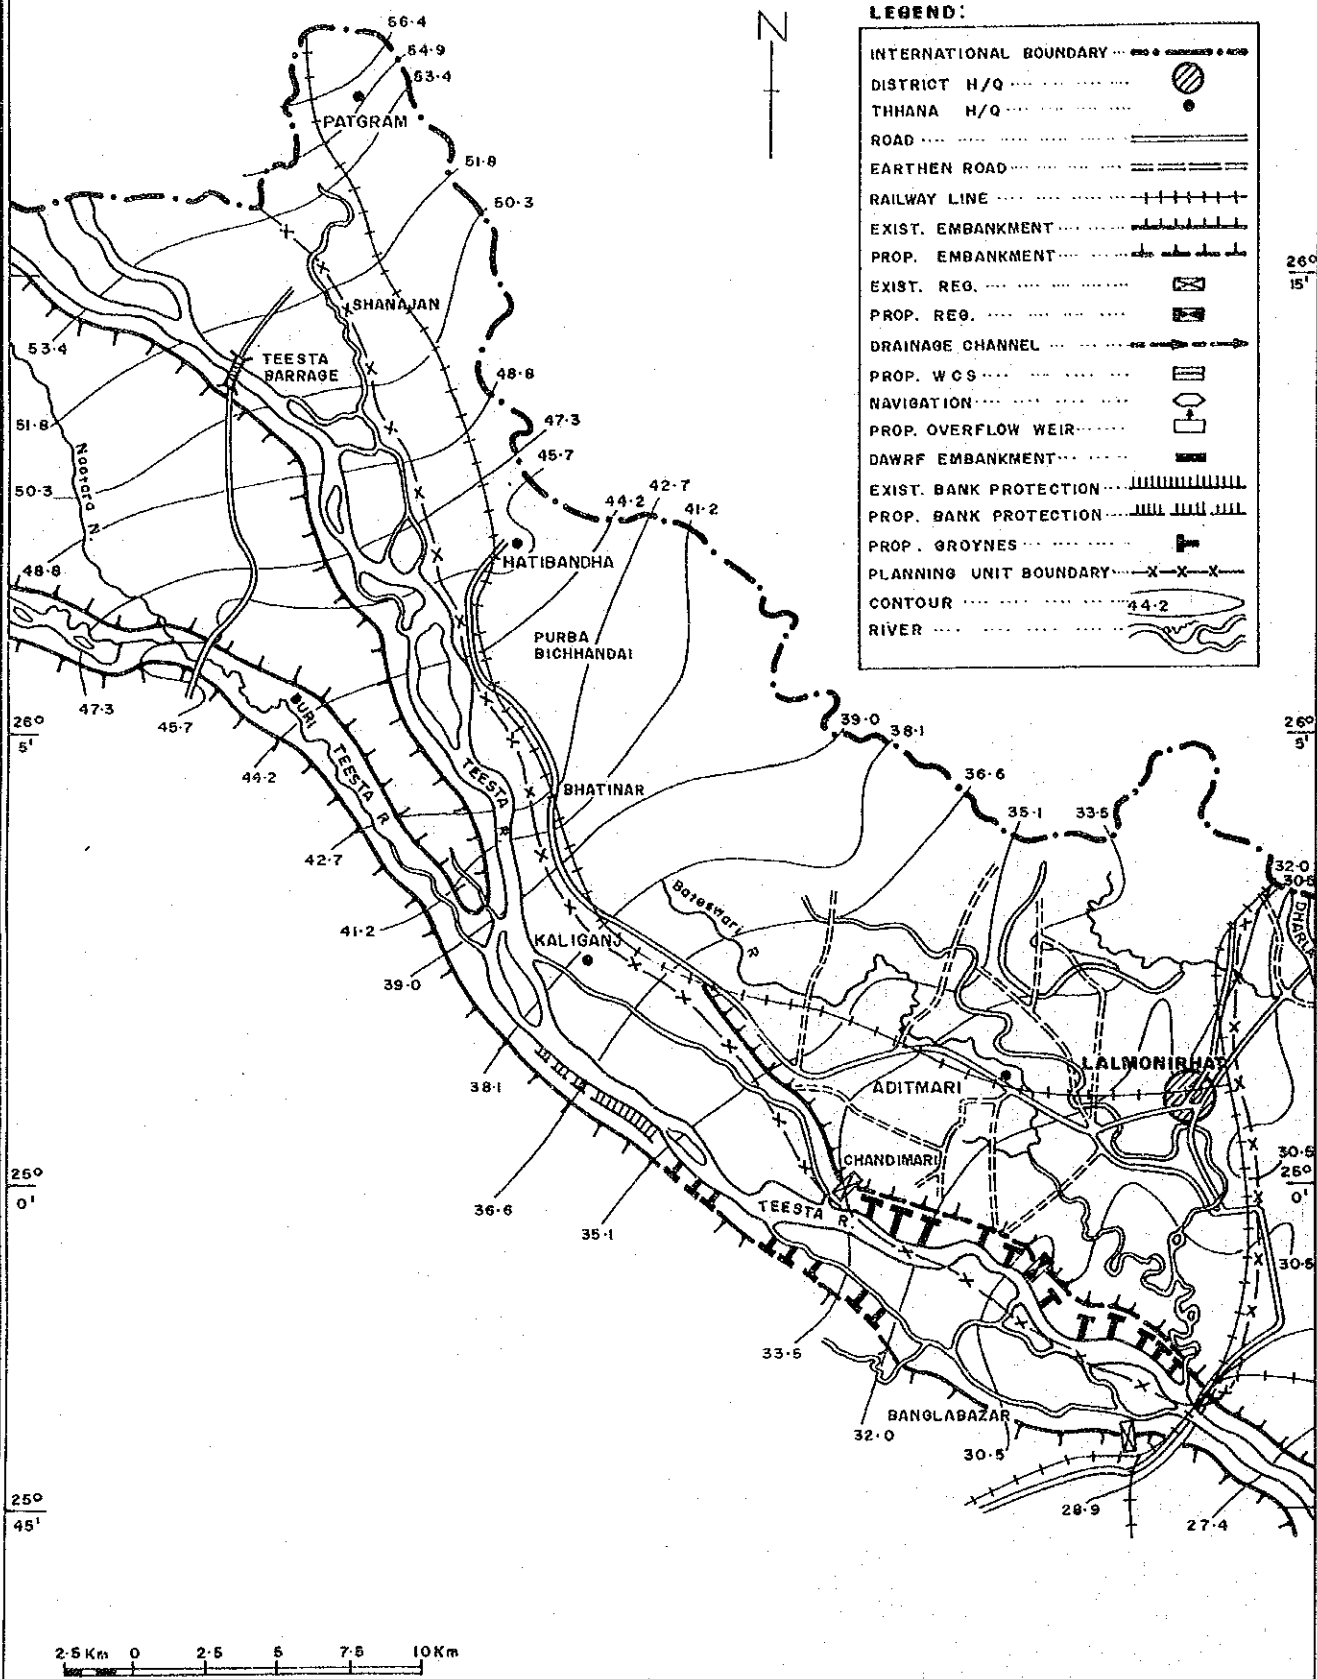 LEGEND:
INTERNATIONAL BOUNDARY
DISTRICT H/Q
THHANA H/Q
ROAD
EARTHEN ROAD
RAILWAY LINE
EXIST. EMBANKMENT
PROP. EMBANKMENT
EXIST. REG.
PROP. REG.
DRAINAGE CHANNEL
PROP. WCS
NAVIGATION
PROP. OVERFLOW WEIR
DAWRF EMBANKMENT
EXIST. BANK PROTECTION
PROP. BANK PROTECTION
PROP. GROYNES
PLANNING UNIT BOUNDARY
CONTOUR 44·2
RIVER
N
56·4
54·9
53·4
PATGRAM
51·8
50·3
26°
15'
SHANAJAN
53·4
TEESTA
BARRAGE
48·8
51·8
47·3
45·7
Naotara N.
50·3
44·2
42·7
41·2
HATIBANDHA
48·8
PURBA
BICHHANDAI
47·3
45·7
BURI TEESTA R
39·0
38·1
26°
5'
26°
5'
44·2
TEESTA R
36·6
BHATINAR
35·1
33·5
42·7
32·0
30·5
Bateswari R
DHARLA
41·2
KALIGANJ
39·0
38·1
LALMONIRHAT
ADITMARI
CHANDIMARI
30·5
25°
0'
25°
0'
36·6
35·1
TEESTA R.
30·5
33·5
32·0
BANGLABAZAR
30·5
28·9
27·4
25°
45'
2·5 Km 0 2·5 5 7·5 10 Km